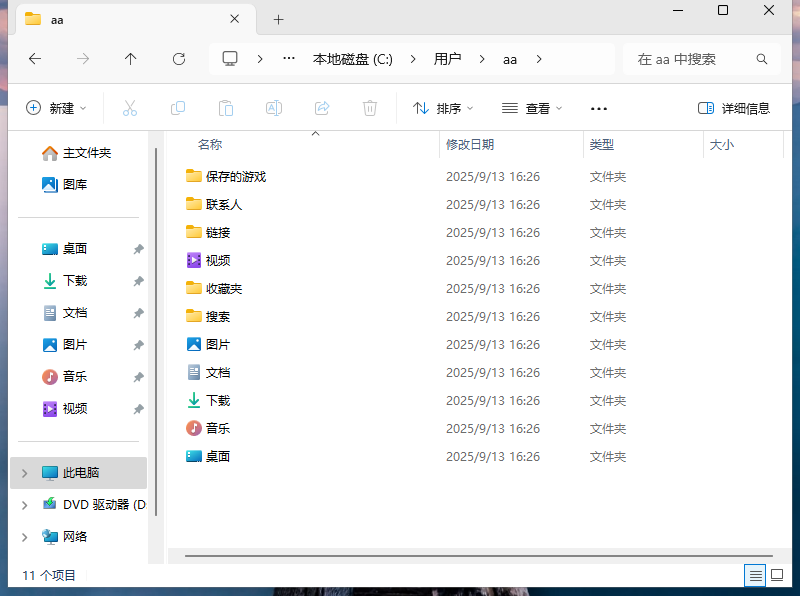 aa
本地磁盘 (C:) 用户 aa
在 aa 中搜索
新建 排序 查看 详细信息
主文件夹
图库
桌面
下载
文档
图片
音乐
视频
此电脑
DVD 驱动器 (D
网络
名称 修改日期 类型 大小
保存的游戏 2025/9/13 16:26 文件夹
联系人 2025/9/13 16:26 文件夹
链接 2025/9/13 16:26 文件夹
视频 2025/9/13 16:26 文件夹
收藏夹 2025/9/13 16:26 文件夹
搜索 2025/9/13 16:26 文件夹
图片 2025/9/13 16:26 文件夹
文档 2025/9/13 16:26 文件夹
下载 2025/9/13 16:26 文件夹
音乐 2025/9/13 16:26 文件夹
桌面 2025/9/13 16:26 文件夹
11 个项目